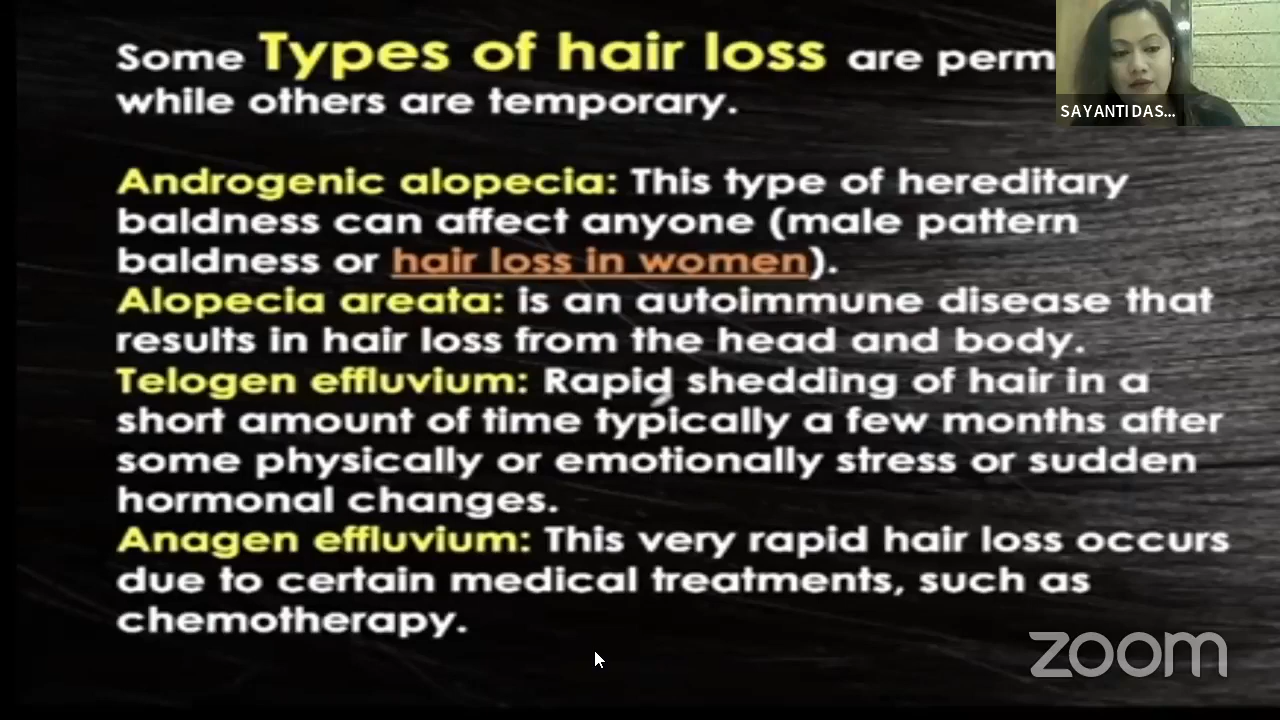 Some Types of hair loss are perm
while others are temporary.
SAYANTI DAS...
Androgenic alopecia: This type of hereditary
baldness can affect anyone (male pattern
baldness or hair loss in women).
Alopecia areata: is an autoimmune disease that
results in hair loss from the head and body.
Telogen effluvium: Rapid shedding of hair in a
short amount of time typically a few months after
some physically or emotionally stress or sudden
hormonal changes.
Anagen effluvium: This very rapid hair loss occurs
due to certain medical treatments, such as
chemotherapy.
zoom